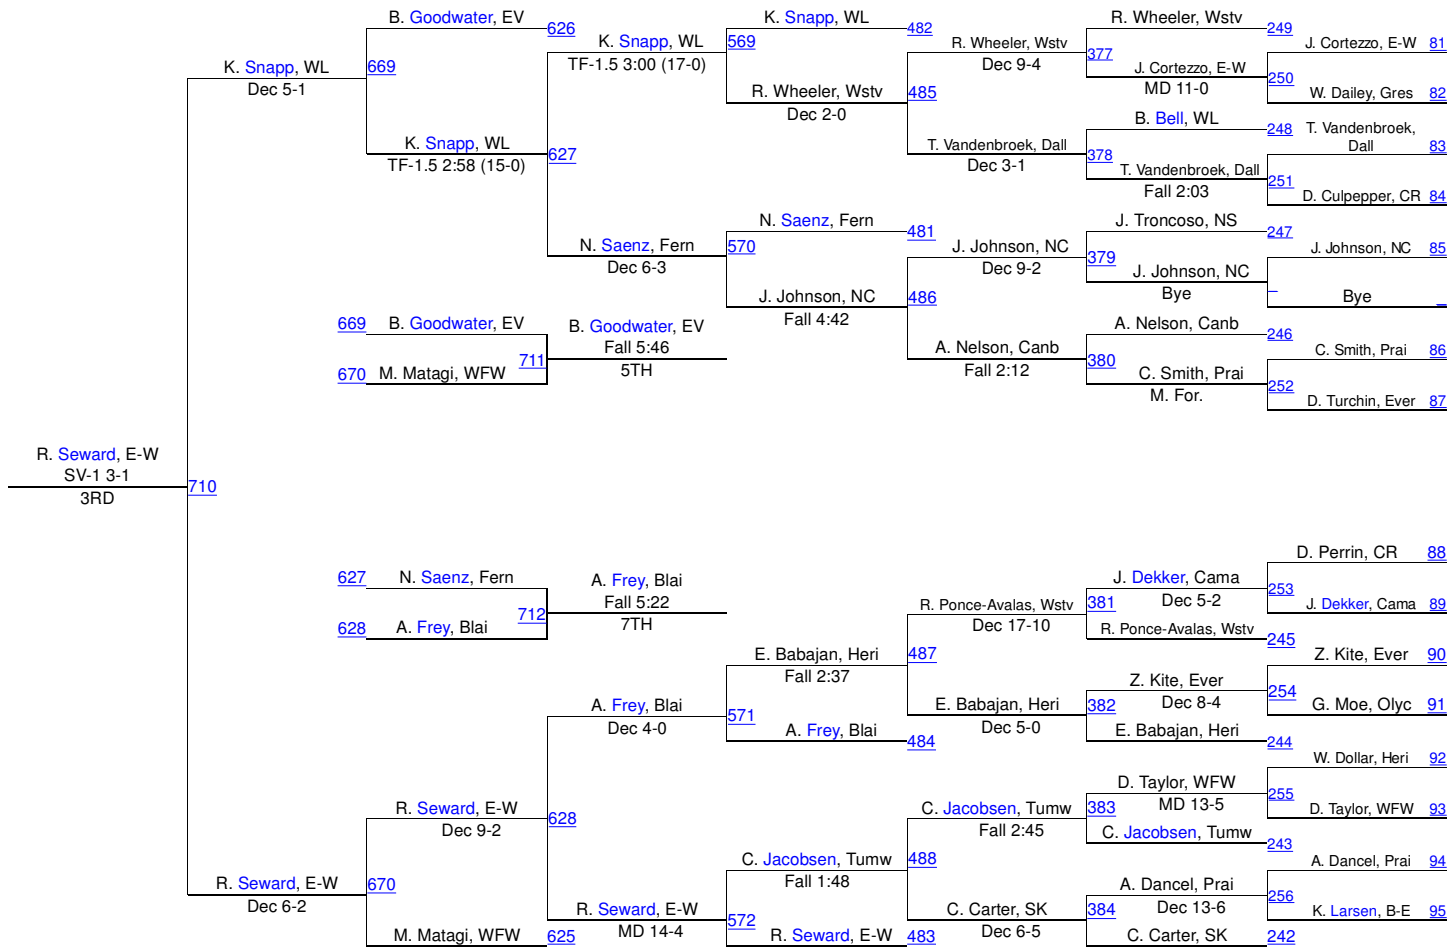 B. Goodwater, EV
626
K. Snapp, WL
Dec 5-1
669
K. Snapp, WL
TF-1.5 2:58 (15-0)
627
K. Snapp, WL
TF-1.5 3:00 (17-0)
569
K. Snapp, WL
482
R. Wheeler, Wstv
Dec 2-0
485
R. Wheeler, Wstv
Dec 9-4
377
R. Wheeler, Wstv
249
J. Cortezzo, E-W
MD 11-0
250
J. Cortezzo, E-W 81
W. Dailey, Gres 82
T. Vandenbroek, Dall
Dec 3-1
378
B. Bell, WL
248
T. Vandenbroek, Dall
Fall 2:03
251
T. Vandenbroek,
Dall 83
D. Culpepper, CR 84
N. Saenz, Fern
Dec 6-3
570
N. Saenz, Fern
481
J. Johnson, NC
Fall 4:42
486
J. Johnson, NC
Dec 9-2
379
J. Troncoso, NS
247
J. Johnson, NC
Bye
J. Johnson, NC 85
Bye
A. Nelson, Canb
Fall 2:12
380
A. Nelson, Canb
246
C. Smith, Prai
M. For.
252
C. Smith, Prai 86
D. Turchin, Ever 87
669 B. Goodwater, EV
670 M. Matagi, WFW
711
B. Goodwater, EV
Fall 5:46
5TH
R. Seward, E-W
SV-1 3-1
3RD
710
627 N. Saenz, Fern
628 A. Frey, Blai
712
A. Frey, Blai
Fall 5:22
7TH
R. Ponce-Avalas, Wstv
Dec 17-10
381
J. Dekker, Cama
Dec 5-2
253
D. Perrin, CR 88
J. Dekker, Cama 89
R. Ponce-Avalas, Wstv
245
E. Babajan, Heri
Fall 2:37
487
E. Babajan, Heri
Dec 5-0
382
Z. Kite, Ever
Dec 8-4
254
Z. Kite, Ever 90
G. Moe, Olyc 91
E. Babajan, Heri
244
A. Frey, Blai
Dec 4-0
571
A. Frey, Blai
484
R. Seward, E-W
Dec 9-2
628
C. Jacobsen, Tumw
Fall 2:45
383
D. Taylor, WFW
MD 13-5
255
W. Dollar, Heri 92
D. Taylor, WFW 93
C. Jacobsen, Tumw
243
C. Jacobsen, Tumw
Fall 1:48
488
R. Seward, E-W
Dec 6-2
670
R. Seward, E-W
MD 14-4
572
C. Carter, SK
Dec 6-5
384
A. Dancel, Prai
Dec 13-6
256
A. Dancel, Prai 94
K. Larsen, B-E 95
M. Matagi, WFW
625
R. Seward, E-W
483
C. Carter, SK
242